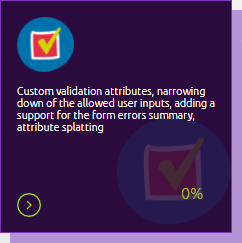 Custom validation attributes, narrowing
down of the allowed user inputs, adding a
support for the form errors summary,
attribute splatting
0%